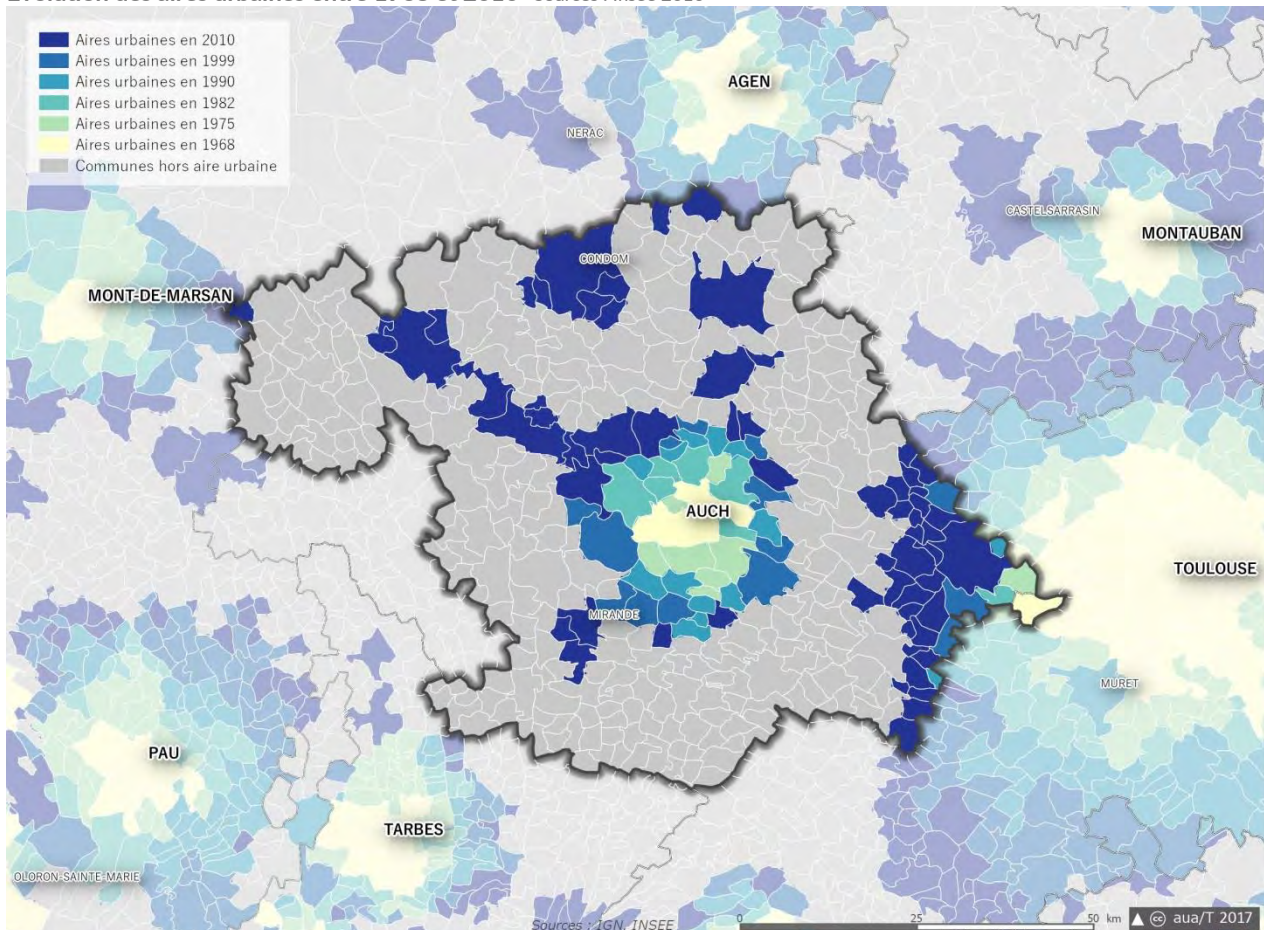 Aires urbaines en 2010
Aires urbaines en 1999
Aires urbaines en 1990
Aires urbaines en 1982
Aires urbaines en 1975
Aires urbaines en 1968
Communes hors aire urbaine
AGEN
NERAC
CASTELSARRASIN
MONTAUBAN
CONDOM
MONT-DE-MARSAN
AUCH
TOULOUSE
MIRANDE
MURET
PAU
TARBES
OLORON-SAINTE-MARIE
Sources : IGN, INSEE
0 25 50 km
aua/T 2017